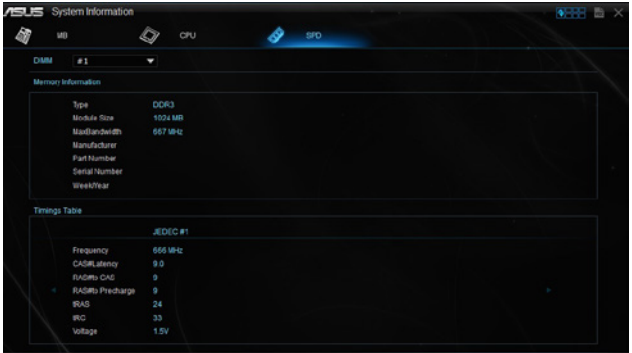 ASUS System Information
MB CPU SPD
DIMM #1
Memory Information
Type DDR3
Module Size 1024 MB
MaxBandwidth 667 MHz
Manufacturer
Part Number
Serial Number
Week/Year
Timings Table
JEDEC #1
Frequency 666 MHz
CAS#Latency 9.0
RAS#to CAS 9
RAS#to Precharge 9
tRAS 24
tRC 33
Voltage 1.5V